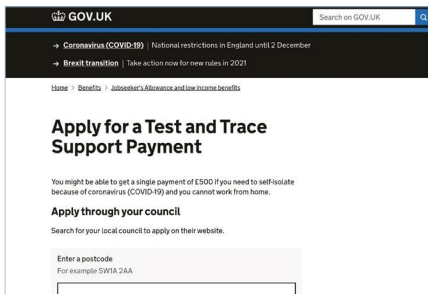 GOV.UK
Search on GOV.UK
→ Coronavirus (COVID-19) | National restrictions in England until 2 December
→ Brexit transition | Take action now for new rules in 2021
Home > Benefits > Jobseeker's Allowance and low income benefits
Apply for a Test and Trace
Support Payment
You might be able to get a single payment of £500 if you need to self-isolate
because of coronavirus (COVID-19) and you cannot work from home.
Apply through your council
Search for your local council to apply on their website.
Enter a postcode
For example SW1A 2AA